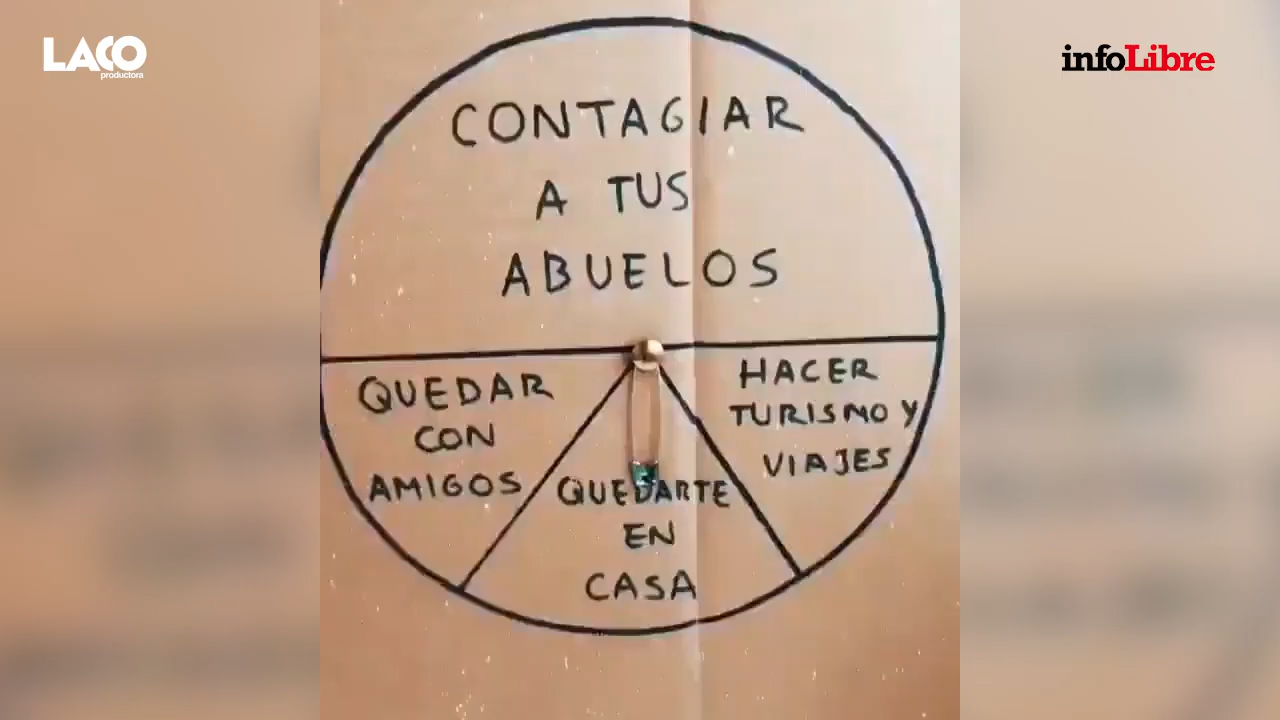 LACO
productora
infoLibre
CONTAGIAR
A TUS
ABUELOS
QUEDAR
CON
AMIGOS
QUEDARTE
EN
CASA
HACER
TURISMO Y
VIAJES